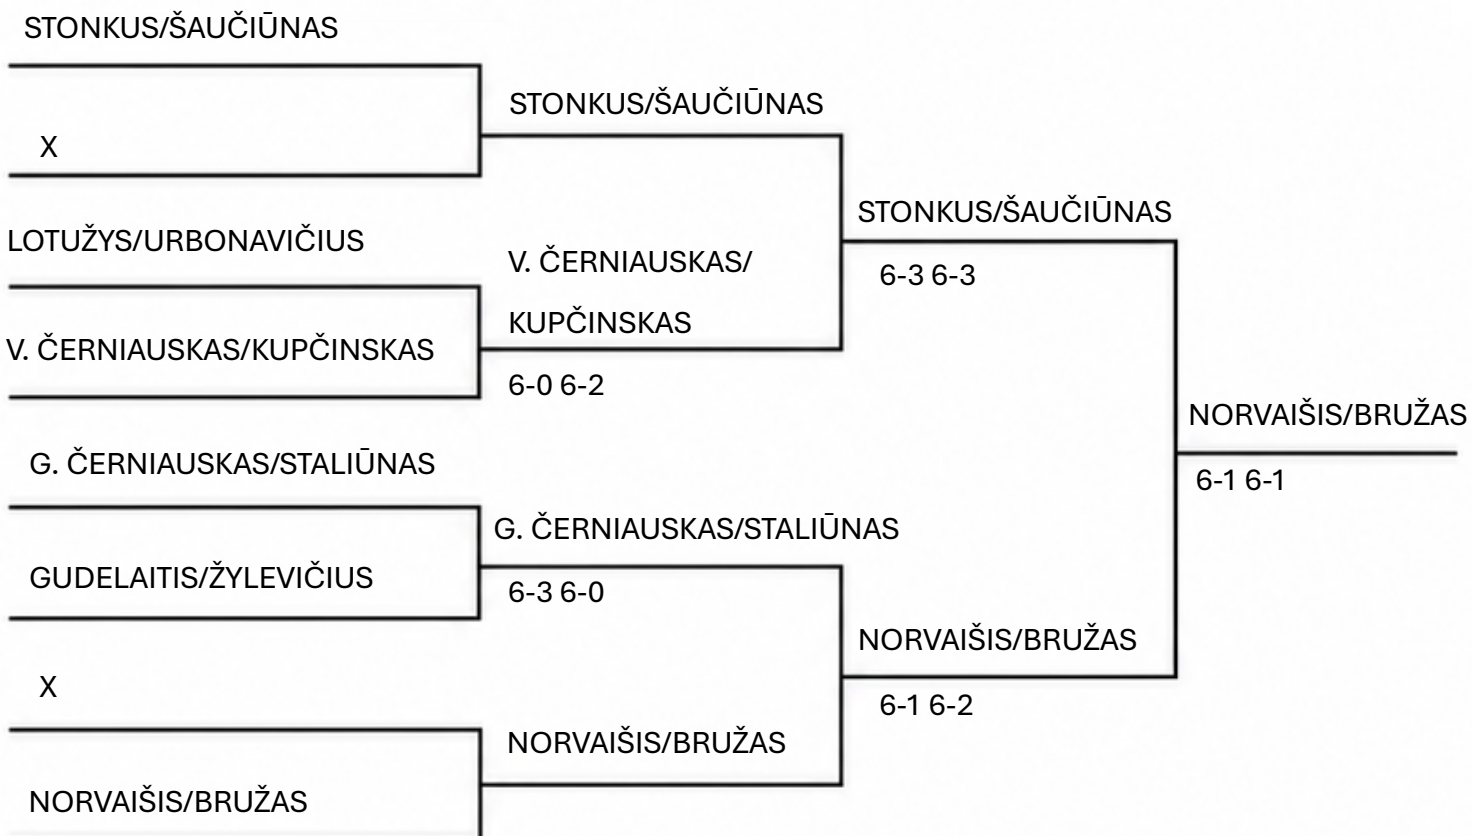 STONKUS/ŠAUČIŪNAS
X
LOTUŽYS/URBONAVIČIUS
V. ČERNIAUSKAS/KUPČINSKAS
G. ČERNIAUSKAS/STALIŪNAS
GUDELAITIS/ŽYLEVIČIUS
X
NORVAIŠIS/BRUŽAS
STONKUS/ŠAUČIŪNAS
V. ČERNIAUSKAS/
KUPČINSKAS
6-0 6-2
G. ČERNIAUSKAS/STALIŪNAS
6-3 6-0
NORVAIŠIS/BRUŽAS
STONKUS/ŠAUČIŪNAS
6-3 6-3
NORVAIŠIS/BRUŽAS
6-1 6-2
NORVAIŠIS/BRUŽAS
6-1 6-1